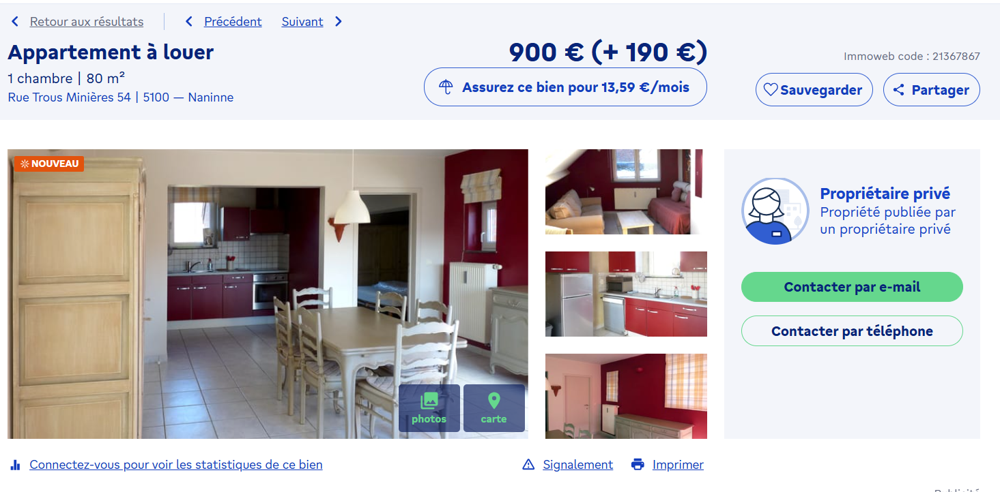 Retour aux résultats
Précédent
Suivant
Appartement à louer
900 € (+ 190 €)
Immoweb code : 21367867
1 chambre | 80 m²
Assurez ce bien pour 13,59 €/mois
Sauvegarder
Partager
Rue Trous Minières 54 | 5100 — Naninne
NOUVEAU
Propriétaire privé
Propriété publiée par
un propriétaire privé
Contacter par e-mail
Contacter par téléphone
photos
carte
Connectez-vous pour voir les statistiques de ce bien
Signalement
Imprimer